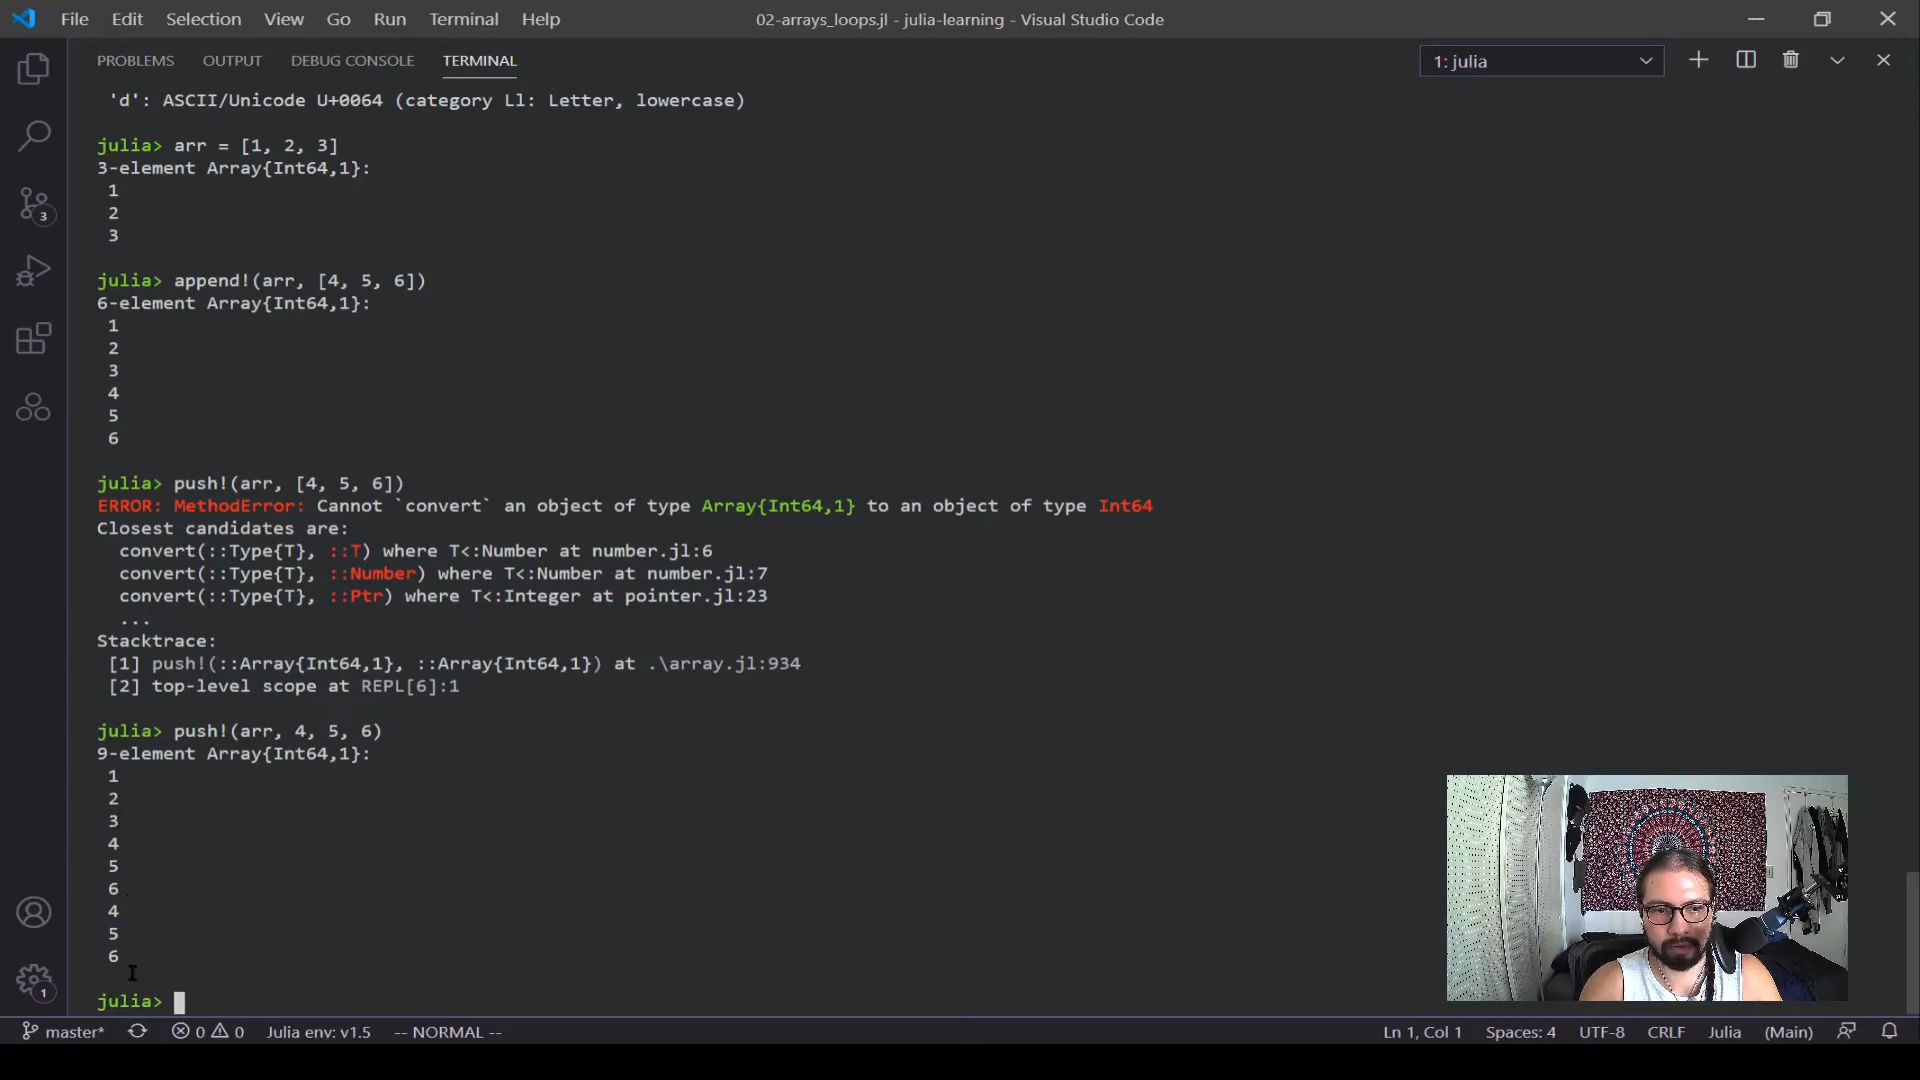 File Edit Selection View Go Run Terminal Help 02-arrays_loops.jl - julia-learning - Visual Studio Code
PROBLEMS OUTPUT DEBUG CONSOLE TERMINAL 1: julia
'd': ASCII/Unicode U+0064 (category Ll: Letter, lowercase)
julia> arr = [1, 2, 3]
3-element Array{Int64,1}:
1
2
3
julia> append!(arr, [4, 5, 6])
6-element Array{Int64,1}:
1
2
3
4
5
6
julia> push!(arr, [4, 5, 6])
ERROR: MethodError: Cannot `convert` an object of type Array{Int64,1} to an object of type Int64
Closest candidates are:
convert(::Type{T}, ::T) where T<:Number at number.jl:6
convert(::Type{T}, ::Number) where T<:Number at number.jl:7
convert(::Type{T}, ::Ptr) where T<:Integer at pointer.jl:23
...
Stacktrace:
[1] push!(::Array{Int64,1}, ::Array{Int64,1}) at .\array.jl:934
[2] top-level scope at REPL[6]:1
julia> push!(arr, 4, 5, 6)
9-element Array{Int64,1}:
1
2
3
4
5
6
4
5
6
julia>
3
1
master* 0 0 Julia env: v1.5 -- NORMAL -- Ln 1, Col 1 Spaces: 4 UTF-8 CRLF Julia (Main)